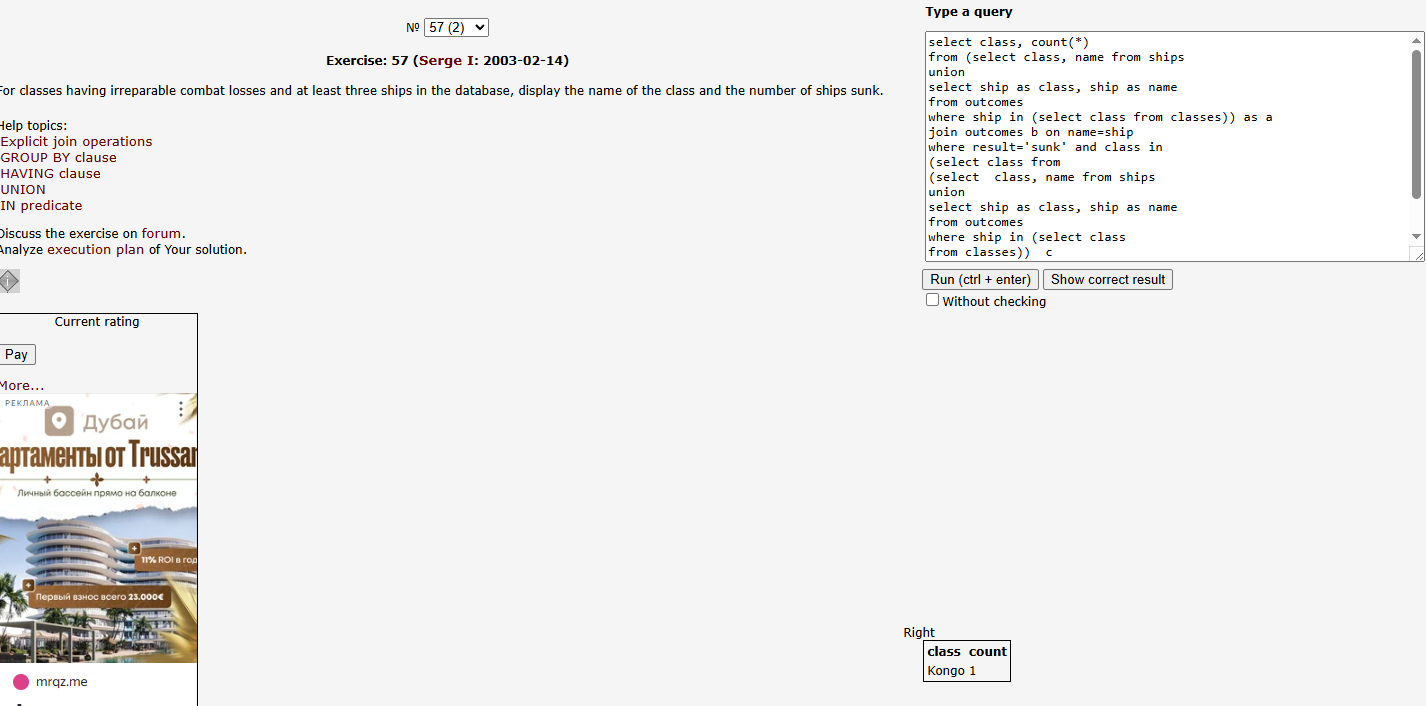 № 57 (2)
Exercise: 57 (Serge I: 2003-02-14)
For classes having irreparable combat losses and at least three ships in the database, display the name of the class and the number of ships sunk.
Help topics:
Explicit join operations
GROUP BY clause
HAVING clause
UNION
IN predicate
Discuss the exercise on forum.
Analyze execution plan of Your solution.
Current rating
Pay
More...
РЕКЛАМА
Дубай
артаменты от Trussar
Личный бассейн прямо на балконе
11% ROI в год
Первый взнос всего 23.000€
mrqz.me
Type a query
select class, count(*)
from (select class, name from ships
union
select ship as class, ship as name
from outcomes
where ship in (select class from classes)) as a
join outcomes b on name=ship
where result='sunk' and class in
(select class from
(select  class, name from ships
union
select ship as class, ship as name
from outcomes
where ship in (select class
from classes))  c
Run (ctrl + enter) Show correct result
Without checking
Right
class count
Kongo 1